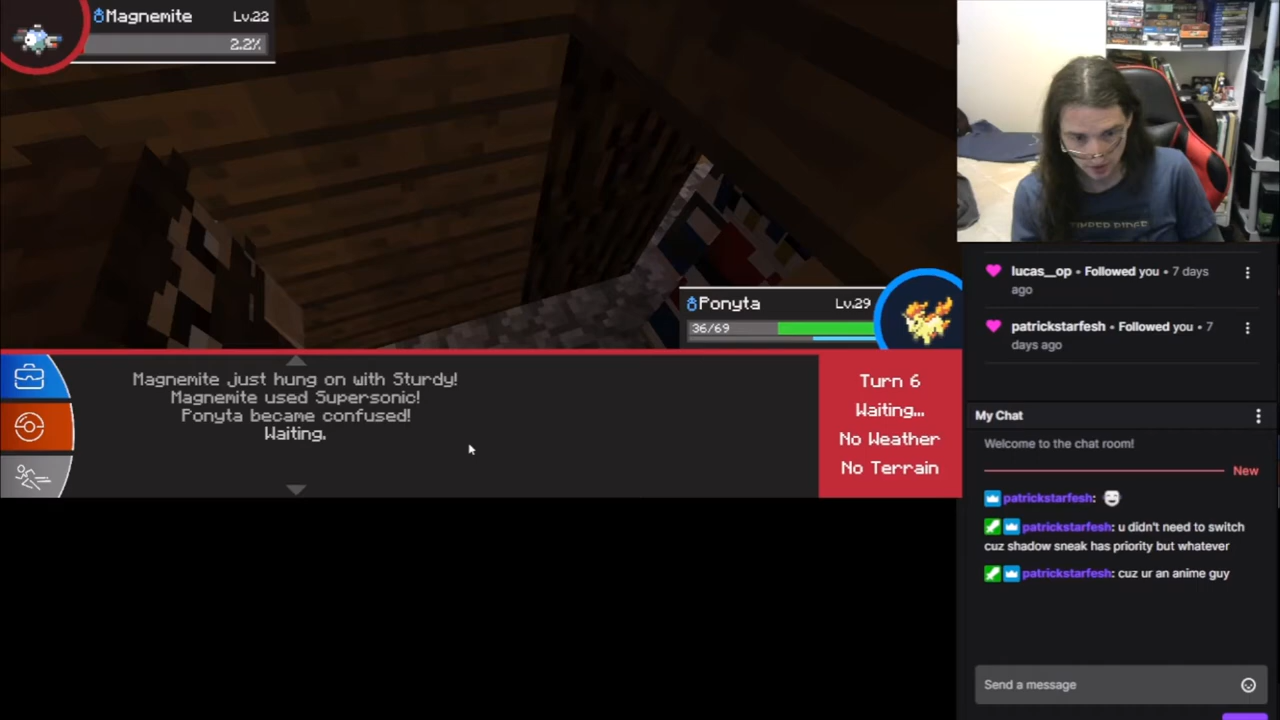 Magnemite Lv.22
2.2%
Ponyta Lv.29
36/69
Magnemite just hung on with Sturdy!
Magnemite used Supersonic!
Ponyta became confused!
Waiting.
Turn 6
Waiting...
No Weather
No Terrain
lucas__op • Followed you • 7 days
ago
patrickstarfesh • Followed you • 7
days ago
My Chat
Welcome to the chat room!
New
patrickstarfesh:
patrickstarfesh: u didn't need to switch
cuz shadow sneak has priority but whatever
patrickstarfesh: cuz ur an anime guy
Send a message